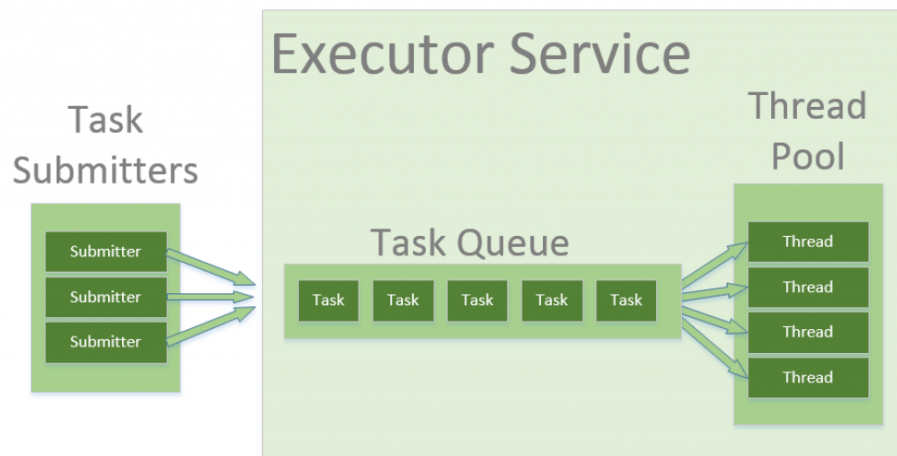 Executor Service
Task
Submitters
Submitter
Submitter
Submitter
Task Queue
Task Task Task Task Task
Thread
Pool
Thread
Thread
Thread
Thread